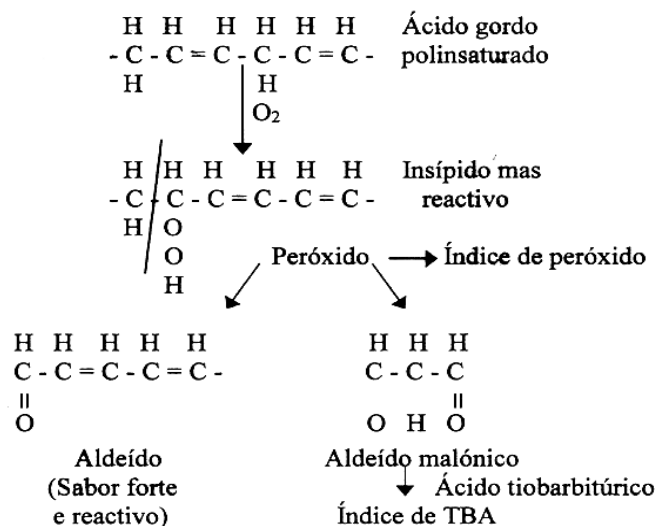 H H H H H H Ácido gordo
- C - C = C - C - C = C - polinsaturado
H H
O₂
H H H H H H Insípido mas
- C - C - C = C - C = C - reactivo
H O
O Peróxido Índice de peróxido
H
H H H H H
C - C = C - C = C -
=
O
H H H
C - C - C
=
O H O
Aldeído
(Sabor forte
e reactivo)
Aldeído malónico
Ácido tiobarbitúrico
Índice de TBA